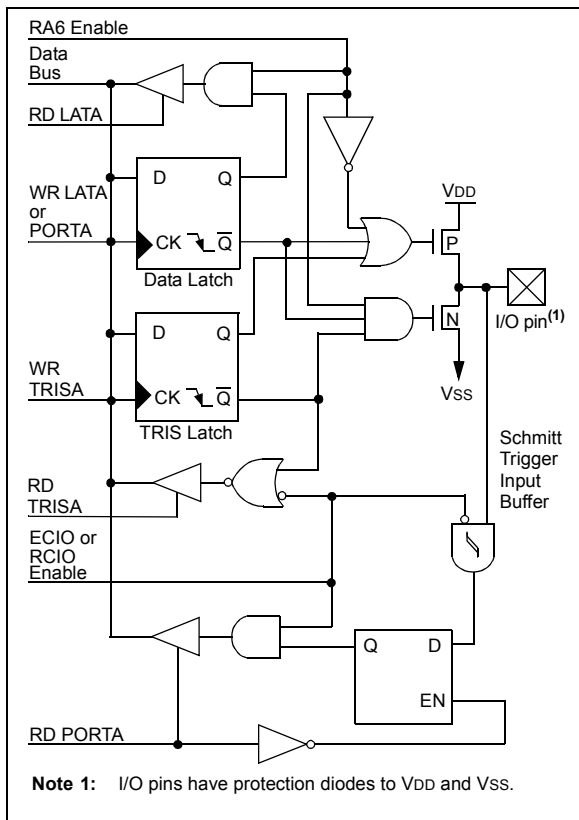 RA6 Enable
Data
Bus
RD LATA
D Q
WR LATA
or
PORTA
CK Q
Data Latch
VDD
P
I/O pin(1)
N
D Q
WR
TRISA
CK Q
TRIS Latch
VSS
Schmitt
Trigger
Input
Buffer
RD
TRISA
ECIO or
RCIO
Enable
Q D
EN
RD PORTA
Note 1: I/O pins have protection diodes to VDD and VSS.